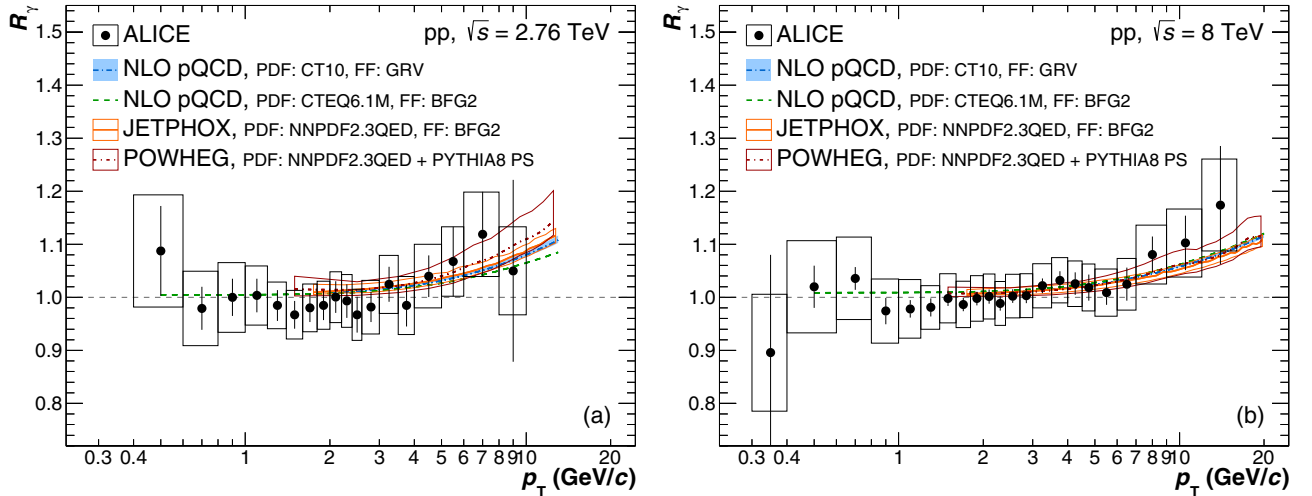 R_γ
1.5
1.4
1.3
1.2
1.1
1.0
0.9
0.8
ALICE
pp, √s = 2.76 TeV
NLO pQCD, PDF: CT10, FF: GRV
NLO pQCD, PDF: CTEQ6.1M, FF: BFG2
JETPHOX, PDF: NNPDF2.3QED, FF: BFG2
POWHEG, PDF: NNPDF2.3QED + PYTHIA8 PS
(a)
0.3 0.4 1 2 3 4 5 6 7 8 9 10 20
p_T (GeV/c)
R_γ
1.5
1.4
1.3
1.2
1.1
1.0
0.9
0.8
ALICE
pp, √s = 8 TeV
NLO pQCD, PDF: CT10, FF: GRV
NLO pQCD, PDF: CTEQ6.1M, FF: BFG2
JETPHOX, PDF: NNPDF2.3QED, FF: BFG2
POWHEG, PDF: NNPDF2.3QED + PYTHIA8 PS
(b)
0.3 0.4 1 2 3 4 5 6 7 8 9 10 20
p_T (GeV/c)